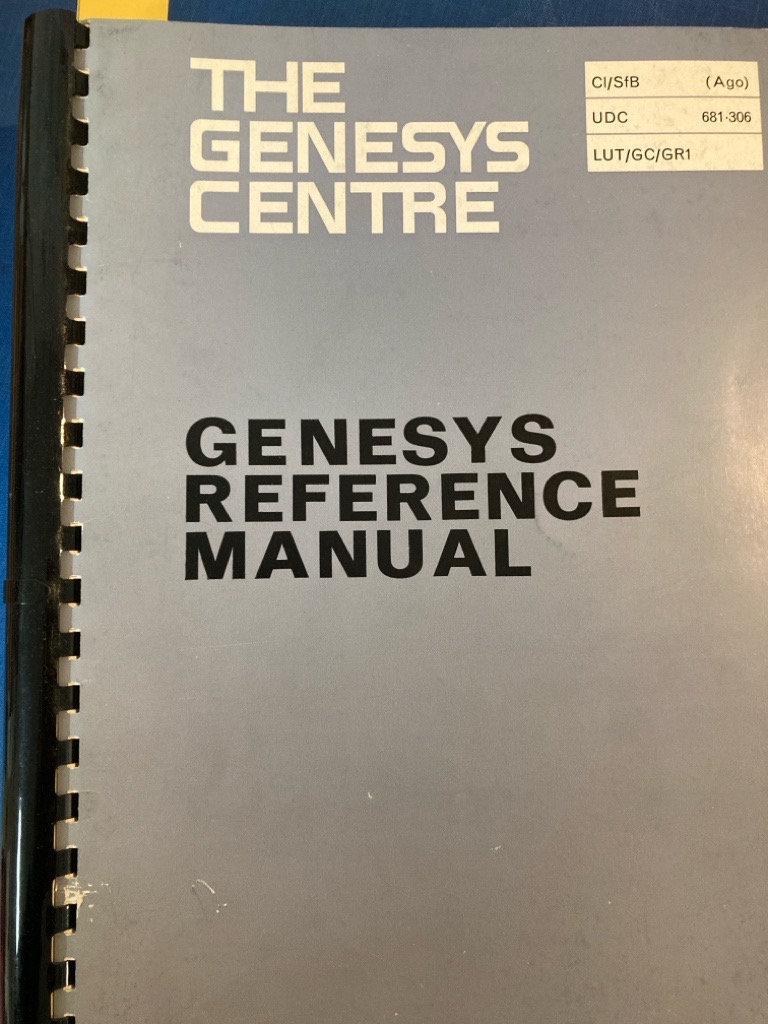 THE
GENESYS
CENTRE
CI/SfB (Ago)
UDC 681·306
LUT/GC/GR1
GENESYS
REFERENCE
MANUAL